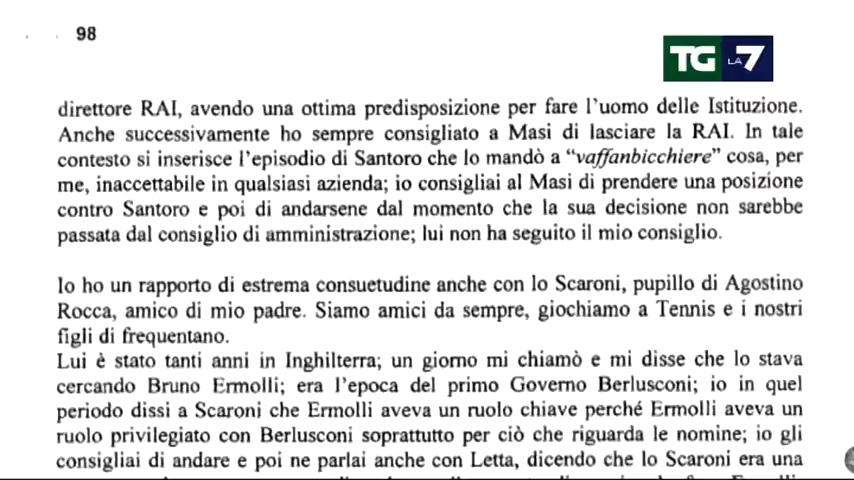 98
TG LA 7
direttore RAI, avendo una ottima predisposizione per fare l'uomo delle Istituzione.
Anche successivamente ho sempre consigliato a Masi di lasciare la RAI. In tale
contesto si inserisce l'episodio di Santoro che lo mandò a "vaffanbicchiere" cosa, per
me, inaccettabile in qualsiasi azienda; io consigliai al Masi di prendere una posizione
contro Santoro e poi di andarsene dal momento che la sua decisione non sarebbe
passata dal consiglio di amministrazione; lui non ha seguito il mio consiglio.
Io ho un rapporto di estrema consuetudine anche con lo Scaroni, pupillo di Agostino
Rocca, amico di mio padre. Siamo amici da sempre, giochiamo a Tennis e i nostri
figli di frequentano.
Lui è stato tanti anni in Inghilterra; un giorno mi chiamò e mi disse che lo stava
cercando Bruno Ermolli; era l'epoca del primo Governo Berlusconi; io in quel
periodo dissi a Scaroni che Ermolli aveva un ruolo chiave perché Ermolli aveva un
ruolo privilegiato con Berlusconi soprattutto per ciò che riguarda le nomine; io gli
consigliai di andare e poi ne parlai anche con Letta, dicendo che lo Scaroni era una